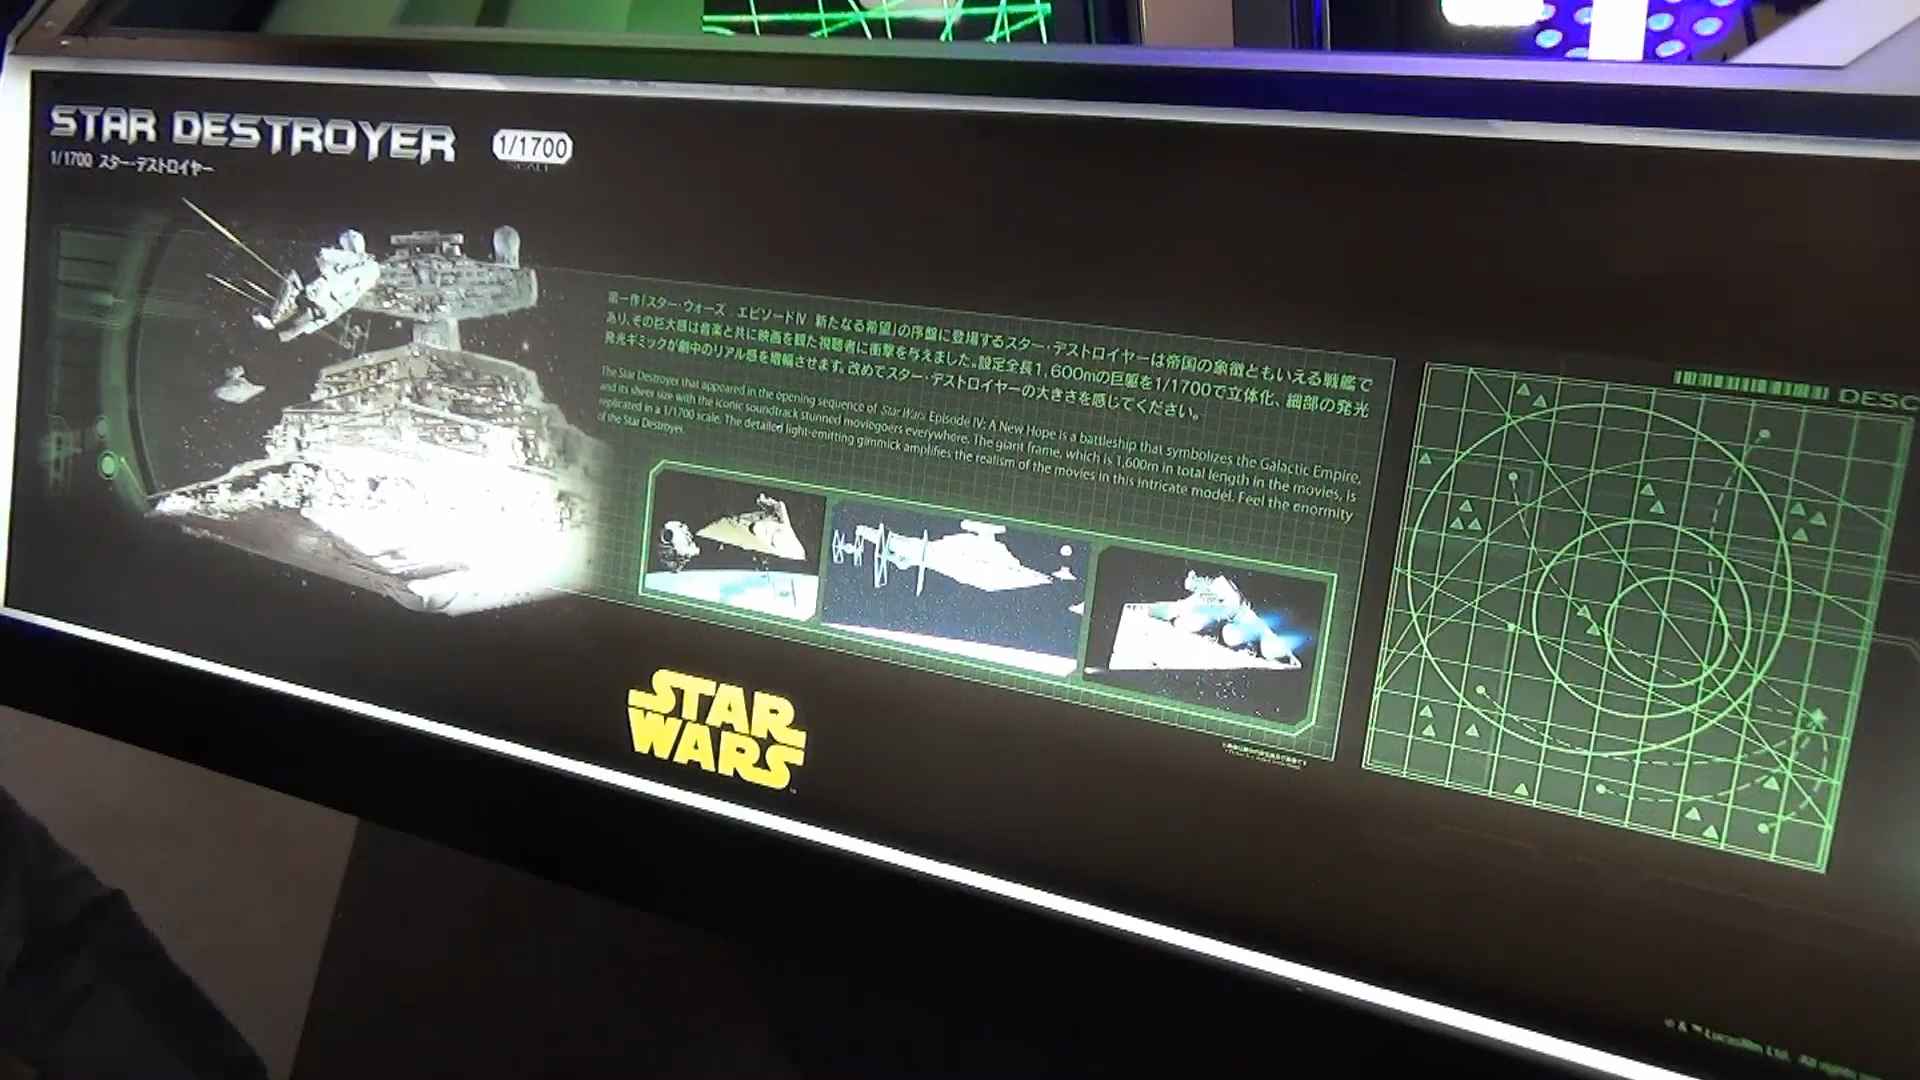 STAR DESTROYER
1/1700
SCALE
1/1700 スター・デストロイヤー
第一作「スター・ウォーズ エピソードⅣ 新たなる希望」の序盤に登場するスター・デストロイヤーは帝国の象徴ともいえる戦艦で
あり、その巨大感は音楽と共に映画を観た視聴者に衝撃を与えました。設定全長1,600mの巨躯を1/1700で立体化、細部の発光
発光ギミックが劇中のリアル感を増幅させます。改めてスター・デストロイヤーの大きさを感じてください。
The Star Destroyer that appeared in the opening sequence of Star Wars Episode IV: A New Hope is a battleship that symbolizes the Galactic Empire,
and its sheer size with the iconic soundtrack stunned moviegoers everywhere. The giant frame, which is 1,600m in total length in the movies, is
replicated in a 1/1700 scale. The detailed light-emitting gimmick amplifies the realism of the movies in this intricate model. Feel the enormity
of the Star Destroyer.
DESC
STAR
WARS
© & ™ Lucasfilm Ltd. All rights